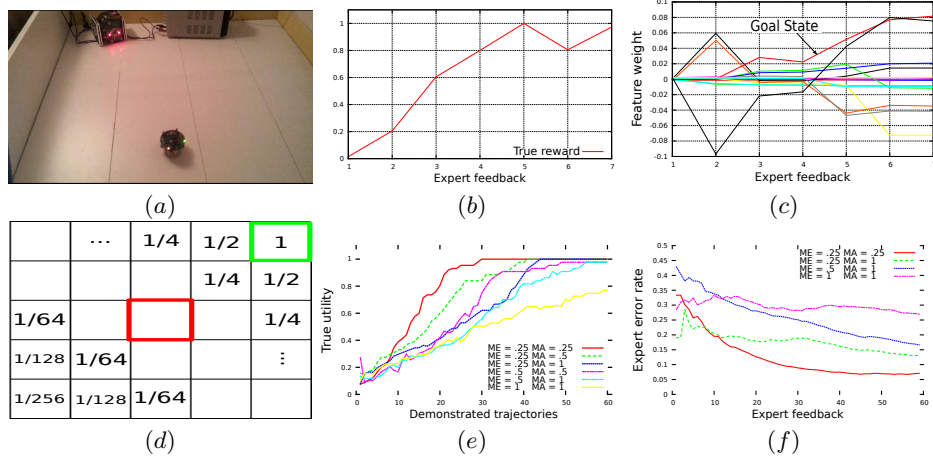 1
0.8
0.6
0.4
0.2
0
1 2 3 4 5 6 7
True reward
Expert feedback
0.1
0.08
0.06
0.04
0.02
0
-0.02
-0.04
-0.06
-0.08
-0.1
Feature weight
Goal State
1 2 3 4 5 6 7
Expert feedback
(a)
(b)
(c)
... 1/4 1/2 1
1/4 1/2
1/64 1/4
1/128 1/64 ⋮
1/256 1/128 1/64
(d)
1
0.8
0.6
0.4
0.2
0
True utility
ME = .25 MA = .25
ME = .25 MA = .5
ME = .25 MA = 1
ME = .5 MA = .5
ME = .5 MA = 1
ME = 1 MA = 1
0 10 20 30 40 50 60
Demonstrated trajectories
(e)
0.5
0.45
0.4
0.35
0.3
0.25
0.2
0.15
0.1
0.05
Expert error rate
ME = .25 MA = .25
ME = .25 MA = 1
ME = .5 MA = 1
ME = 1 MA = 1
0 10 20 30 40 50 60
Expert feedback
(f)